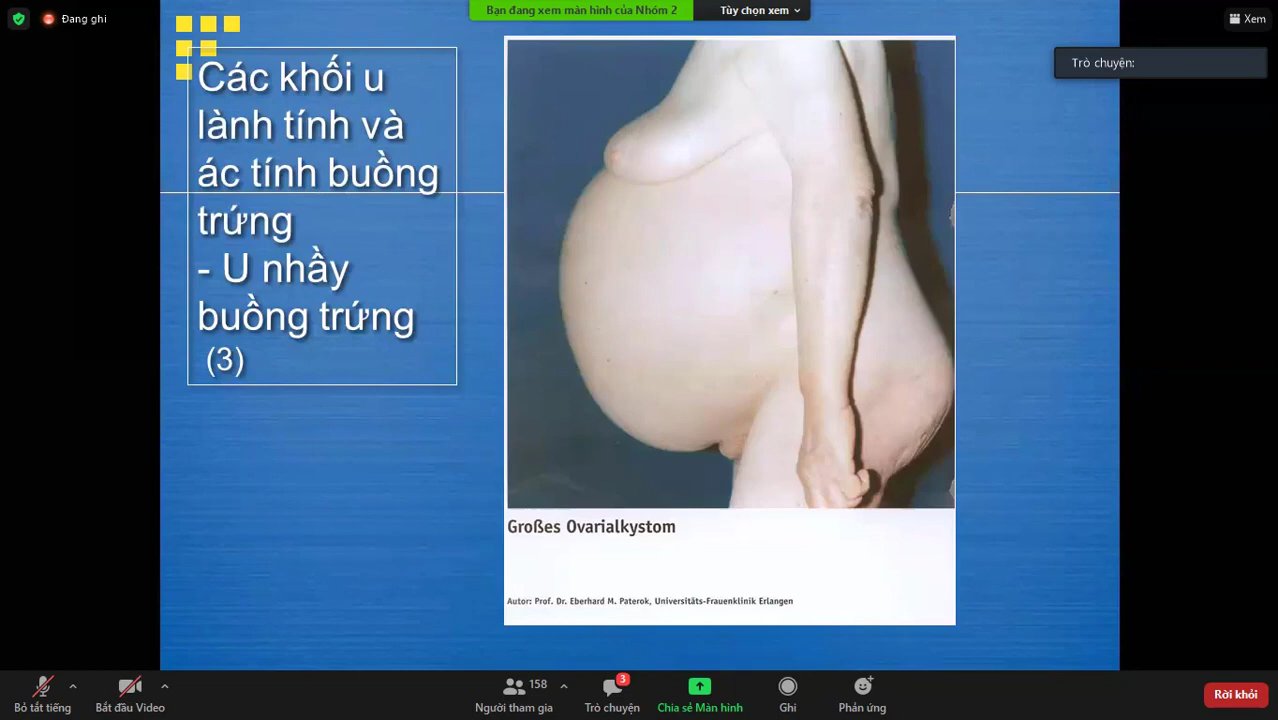 Đang ghi
Bạn đang xem màn hình của Nhóm 2
Tùy chọn xem
Xem
Trò chuyện:
Các khối u
lành tính và
ác tính buồng
trứng
- U nhầy
buồng trứng
(3)
Großes Ovarialkystom
Autor: Prof. Dr. Eberhard M. Paterok, Universitäts-Frauenklinik Erlangen
Bỏ tắt tiếng
Bắt đầu Video
158
Người tham gia
3
Trò chuyện
Chia sẻ Màn hình
Ghi
Phản ứng
Rời khỏi